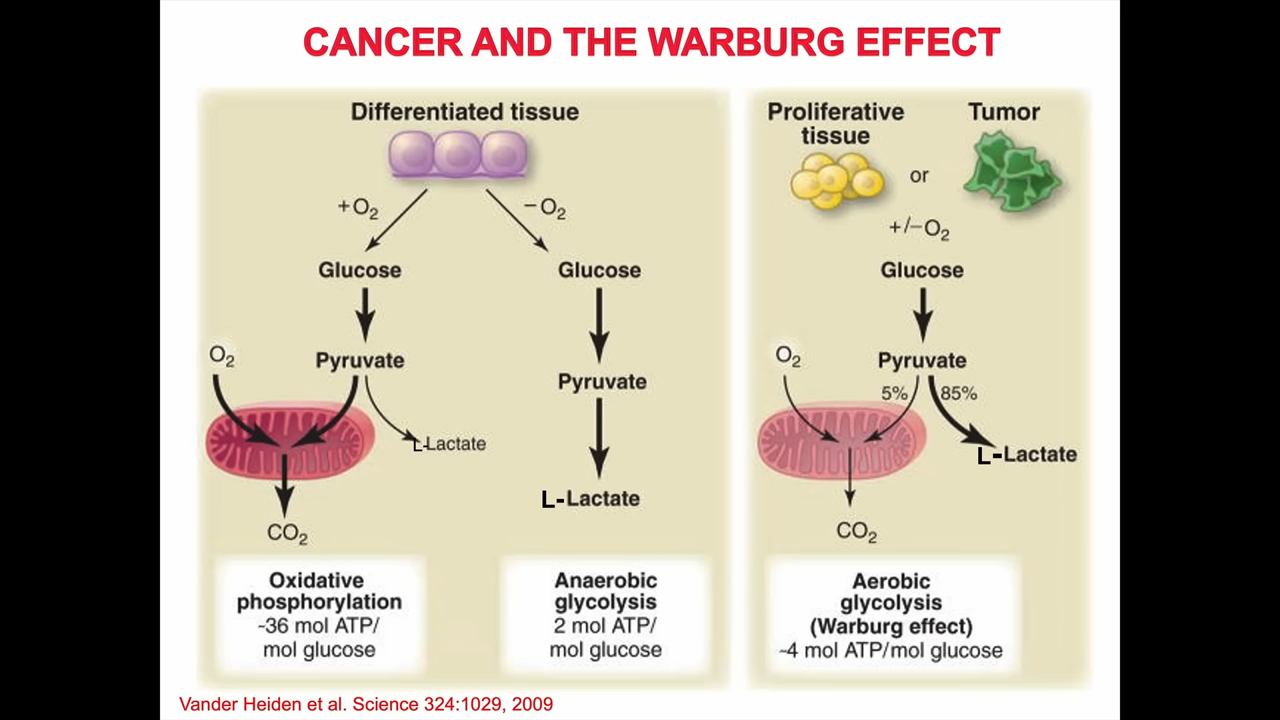 CANCER AND THE WARBURG EFFECT
Differentiated tissue
+O₂
−O₂
Glucose
Glucose
O₂
Pyruvate
Pyruvate
L-Lactate
L-Lactate
CO₂
Oxidative
phosphorylation
~36 mol ATP/
mol glucose
Anaerobic
glycolysis
2 mol ATP/
mol glucose
Proliferative
tissue
or
Tumor
+/−O₂
Glucose
O₂
Pyruvate
5%
85%
L-Lactate
CO₂
Aerobic
glycolysis
(Warburg effect)
~4 mol ATP/mol glucose
Vander Heiden et al. Science 324:1029, 2009